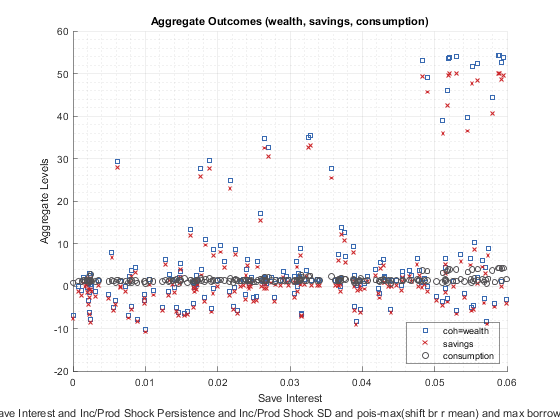 Aggregate Outcomes (wealth, savings, consumption)
60
50
40
30
20
10
0
-10
-20
Aggregate Levels
0
0.01
0.02
0.03
0.04
0.05
0.06
Save Interest
coh=wealth
savings
consumption
ave Interest and Inc/Prod Shock Persistence and Inc/Prod Shock SD and pois-max(shift br r mean) and max borrow